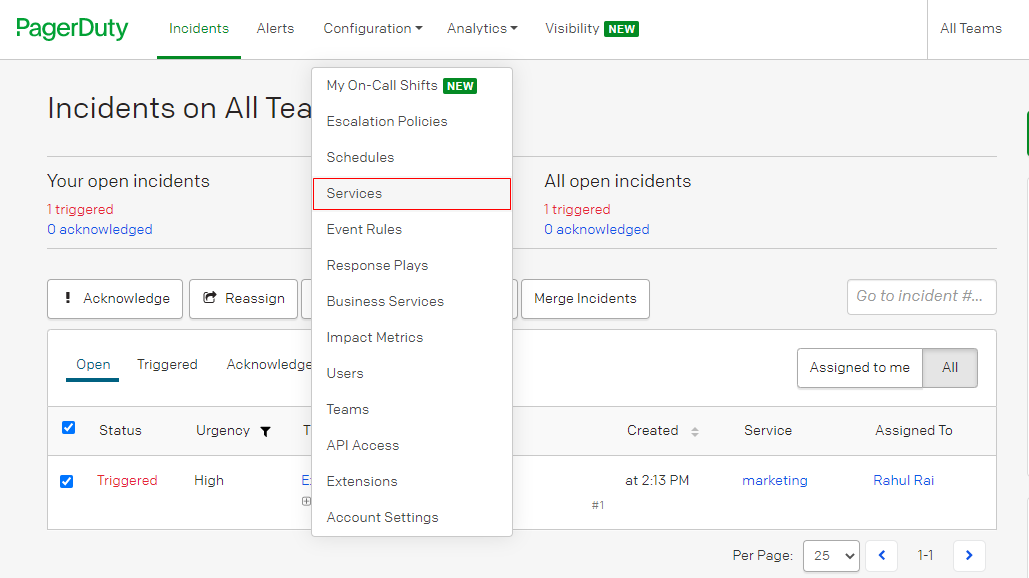 PagerDuty
Incidents
Alerts
Configuration
Analytics
Visibility NEW
All Teams
My On-Call Shifts NEW
Escalation Policies
Schedules
Services
Event Rules
Response Plays
Business Services
Impact Metrics
Users
Teams
API Access
Extensions
Account Settings
Incidents on All Tea
Your open incidents
1 triggered
0 acknowledged
All open incidents
1 triggered
0 acknowledged
Acknowledge
Reassign
Merge Incidents
Go to incident #...
Open
Triggered
Acknowledge
Assigned to me
All
Status
Urgency
T
Created
Service
Assigned To
Triggered
High
at 2:13 PM
marketing
Rahul Rai
#1
Per Page:
25
1-1